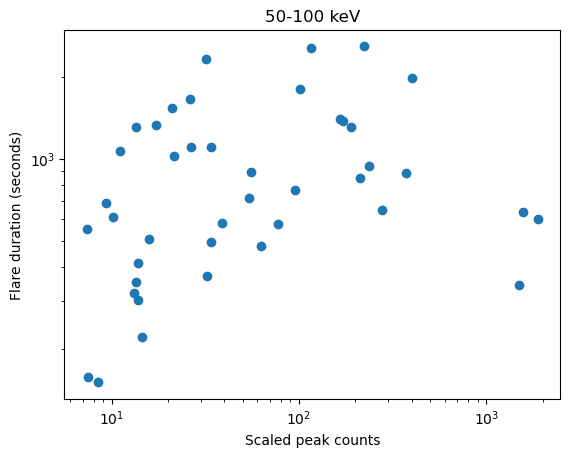 50-100 keV
Flare duration (seconds)
10³
10¹ 10² 10³
Scaled peak counts